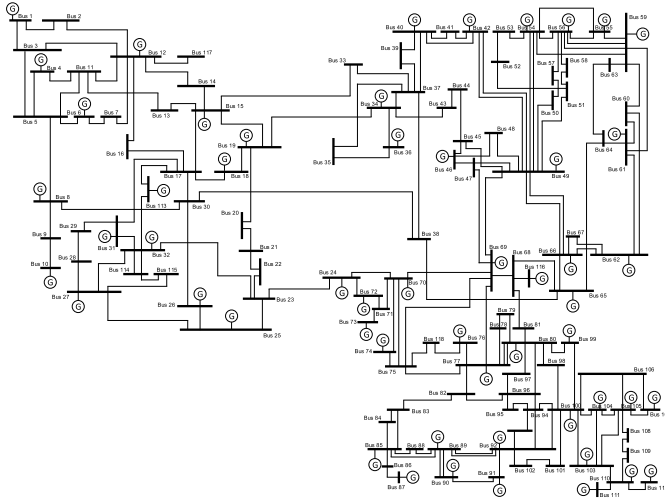 G
Bus 1
Bus 2
Bus 3
G
Bus 4
Bus 11
G
Bus 12
Bus 117
Bus 14
G
Bus 5
Bus 6
Bus 7
Bus 13
Bus 15
G
G
Bus 16
Bus 17
Bus 18
Bus 19
G
Bus 33
Bus 34
Bus 35
Bus 36
G
Bus 37
Bus 39
Bus 40
G
Bus 41
Bus 42
G
Bus 43
Bus 44
Bus 45
Bus 46
G
Bus 47
Bus 48
Bus 49
G
Bus 50
Bus 51
Bus 52
Bus 53
Bus 54
G
Bus 55
G
Bus 56
G
Bus 57
Bus 58
Bus 59
G
Bus 60
Bus 61
G
Bus 62
G
Bus 63
Bus 64
Bus 65
G
Bus 66
G
Bus 67
G
Bus 8
Bus 9
Bus 10
G
Bus 113
G
Bus 30
Bus 29
Bus 28
Bus 27
G
Bus 31
G
Bus 32
G
Bus 114
Bus 115
Bus 26
G
Bus 25
G
Bus 20
Bus 21
Bus 22
Bus 23
Bus 24
G
Bus 38
Bus 69
G
Bus 68
Bus 116
G
Bus 70
G
Bus 71
Bus 72
G
Bus 73
G
Bus 74
G
Bus 75
Bus 118
Bus 76
G
Bus 77
G
Bus 78
Bus 79
Bus 81
Bus 80
G
Bus 99
G
Bus 98
Bus 97
Bus 96
Bus 95
Bus 94
Bus 82
Bus 83
Bus 84
Bus 85
G
Bus 86
Bus 87
G
Bus 88
Bus 89
G
Bus 90
G
Bus 91
G
Bus 92
G
Bus 102
Bus 101
Bus 100
G
Bus 103
G
Bus 104
G
Bus 105
G
Bus 106
Bus 108
Bus 109
Bus 110
G
Bus 111
G
G